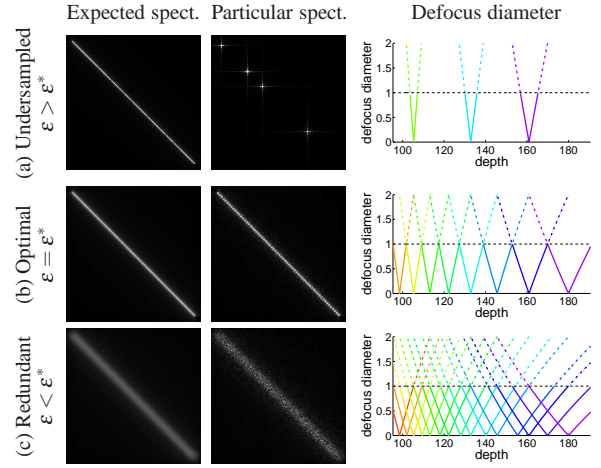 Expected spect. Particular spect. Defocus diameter
(a) Undersampled
ε > ε*
defocus diameter
2
1.5
1
0.5
0
100 120 140 160 180
depth
(b) Optimal
ε = ε*
defocus diameter
2
1.5
1
0.5
0
100 120 140 160 180
depth
(c) Redundant
ε < ε*
defocus diameter
2
1.5
1
0.5
0
100 120 140 160 180
depth